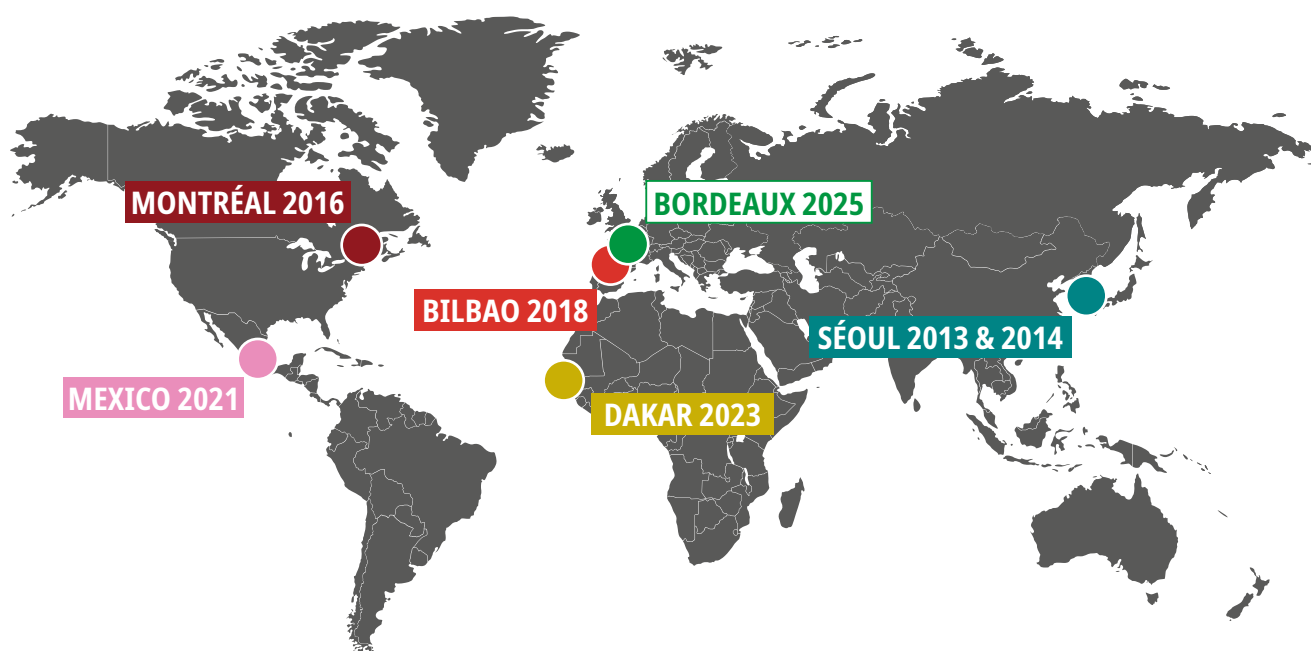 MONTRÉAL 2016
BORDEAUX 2025
BILBAO 2018
SÉOUL 2013 & 2014
MEXICO 2021
DAKAR 2023